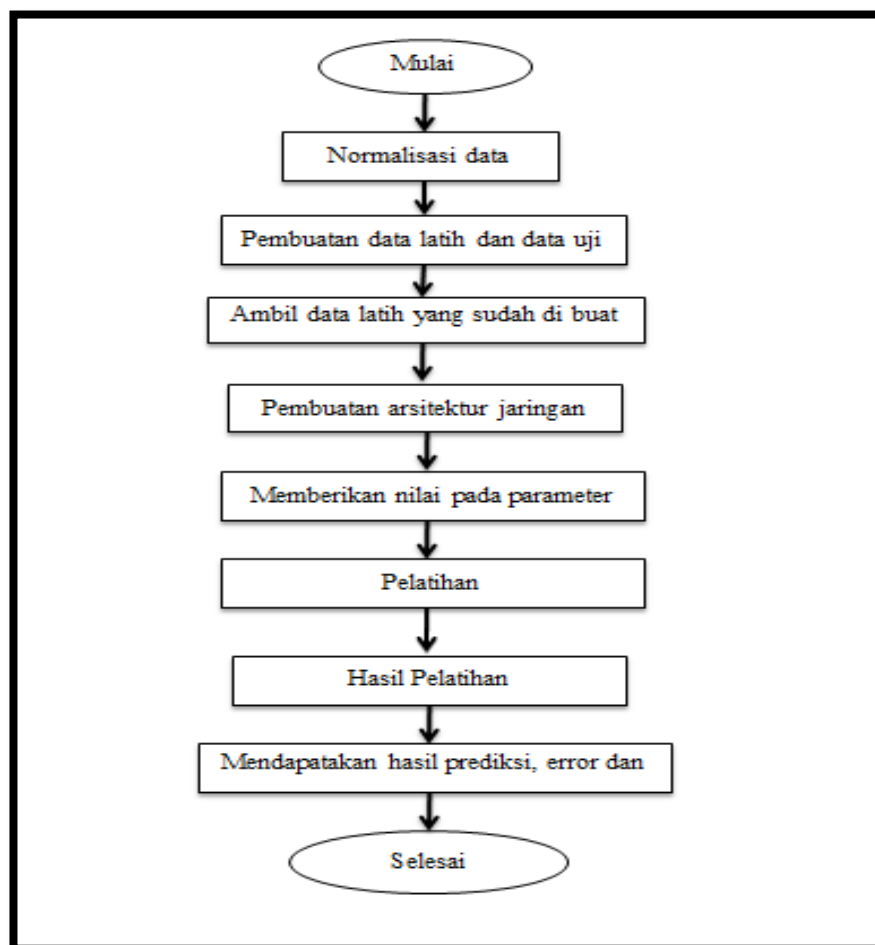 Mulai
Normalisasi data
Pembuatan data latih dan data uji
Ambil data latih yang sudah di buat
Pembuatan arsitektur jaringan
Memberikan nilai pada parameter
Pelatihan
Hasil Pelatihan
Mendapatakan hasil prediksi, error dan
Selesai